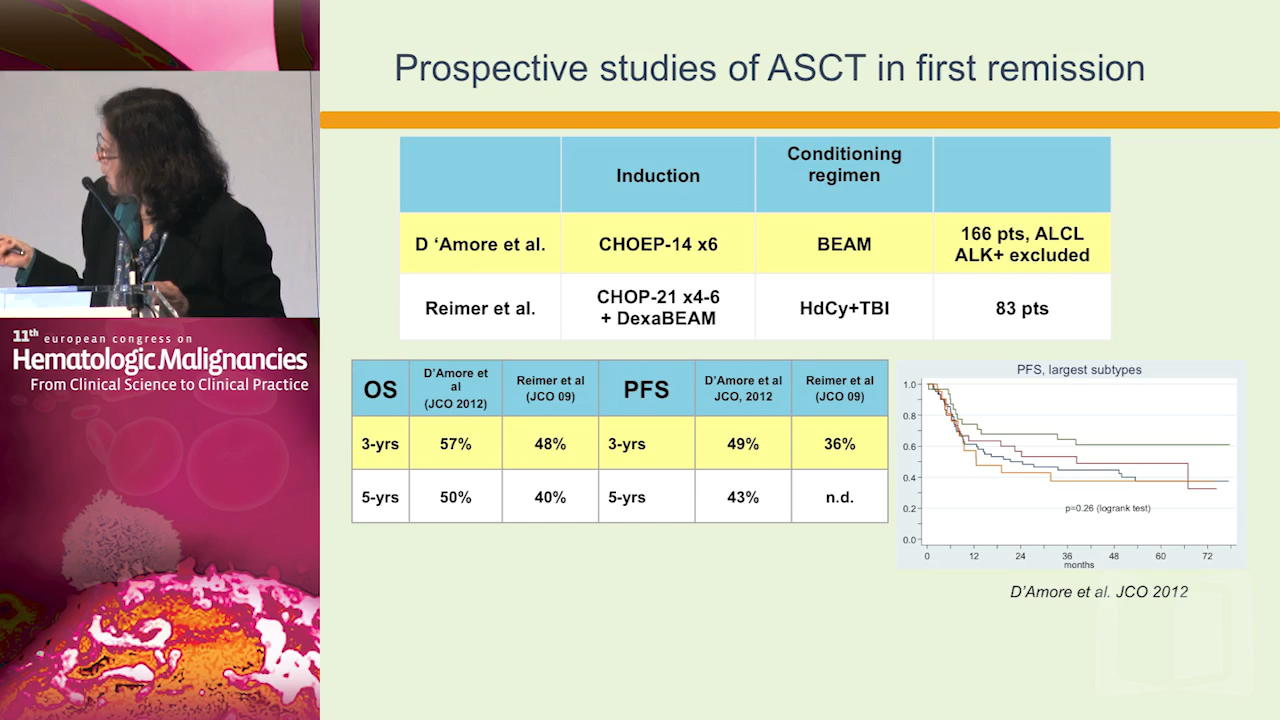 Prospective studies of ASCT in first remission
Induction
Conditioning
regimen
D ‘Amore et al.
CHOEP-14 x6
BEAM
166 pts, ALCL
ALK+ excluded
Reimer et al.
CHOP-21 x4-6
+ DexaBEAM
HdCy+TBI
83 pts
11th european congress on
Hematologic Malignancies
From Clinical Science to Clinical Practice
OS
D’Amore et
al
(JCO 2012)
Reimer et al
(JCO 09)
PFS
D’Amore et al
JCO, 2012
Reimer et al
(JCO 09)
3-yrs
57%
48%
3-yrs
49%
36%
5-yrs
50%
40%
5-yrs
43%
n.d.
PFS, largest subtypes
1.0
0.8
0.6
0.4
0.2
0.0
p=0.26 (logrank test)
0 12 24 36 48 60 72
months
D’Amore et al. JCO 2012